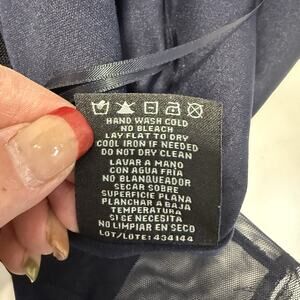 HAND WASH COLD
NO BLEACH
LAY FLAT TO DRY
COOL IRON IF NEEDED
DO NOT DRY CLEAN
LAVAR A MANO
CON AGUA FRÍA
NO BLANQUEADOR
SECAR SOBRE
SUPERFICIE PLANA
PLANCHAR A BAJA
TEMPERATURA
SI SE NECESITA
NO LIMPIAR EN SECO
LOT/LOTE: 434144